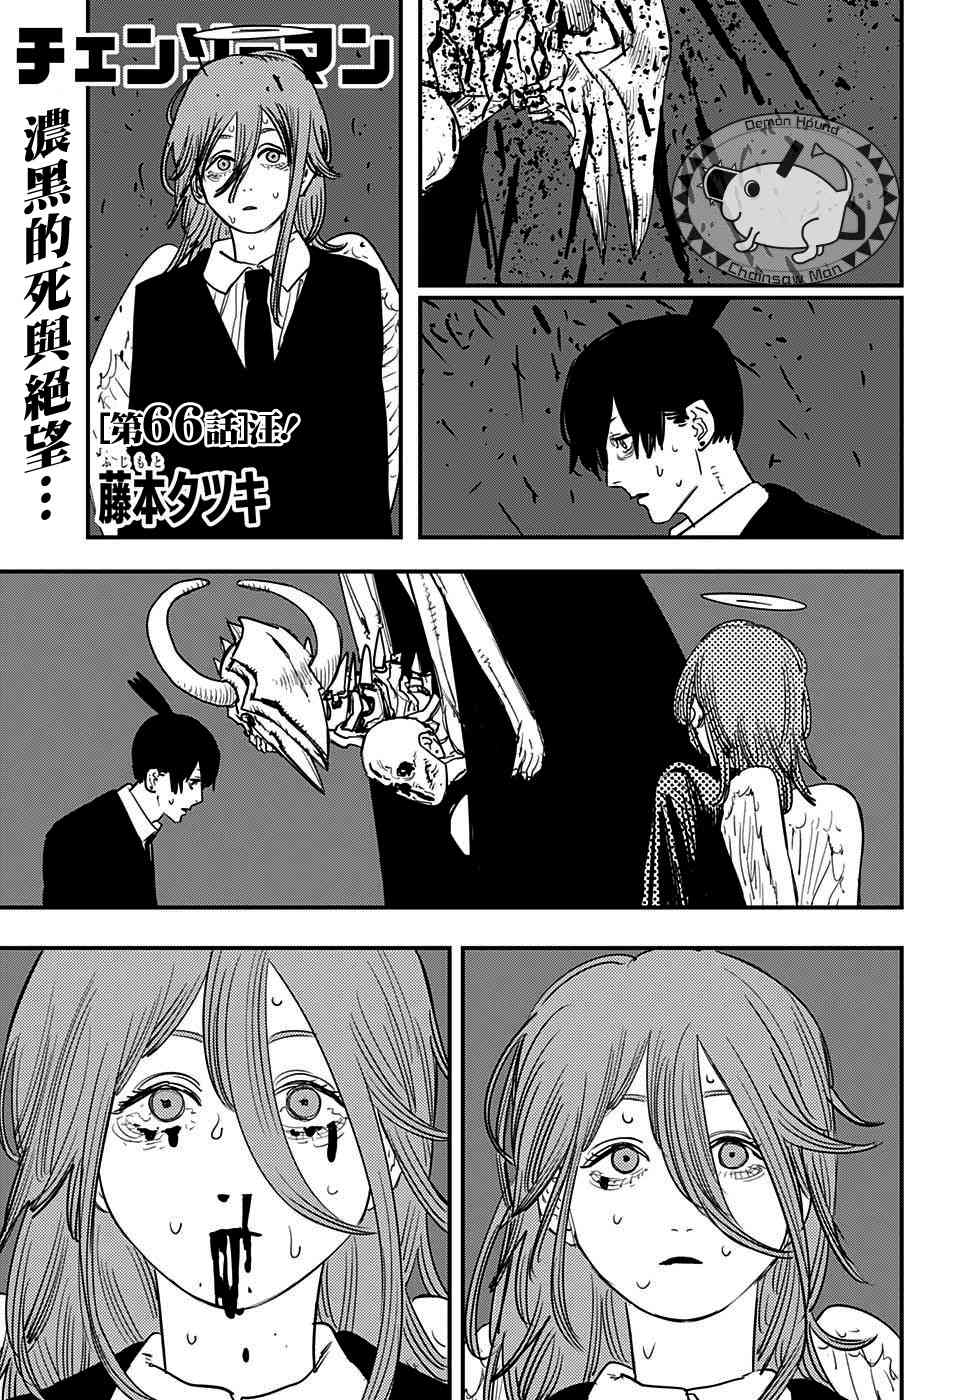 チェンソーマン
濃黑的死與絕望…
[第66話]汪!
ふじもと
藤本タツキ
Demon Hound
Chainsaw Man